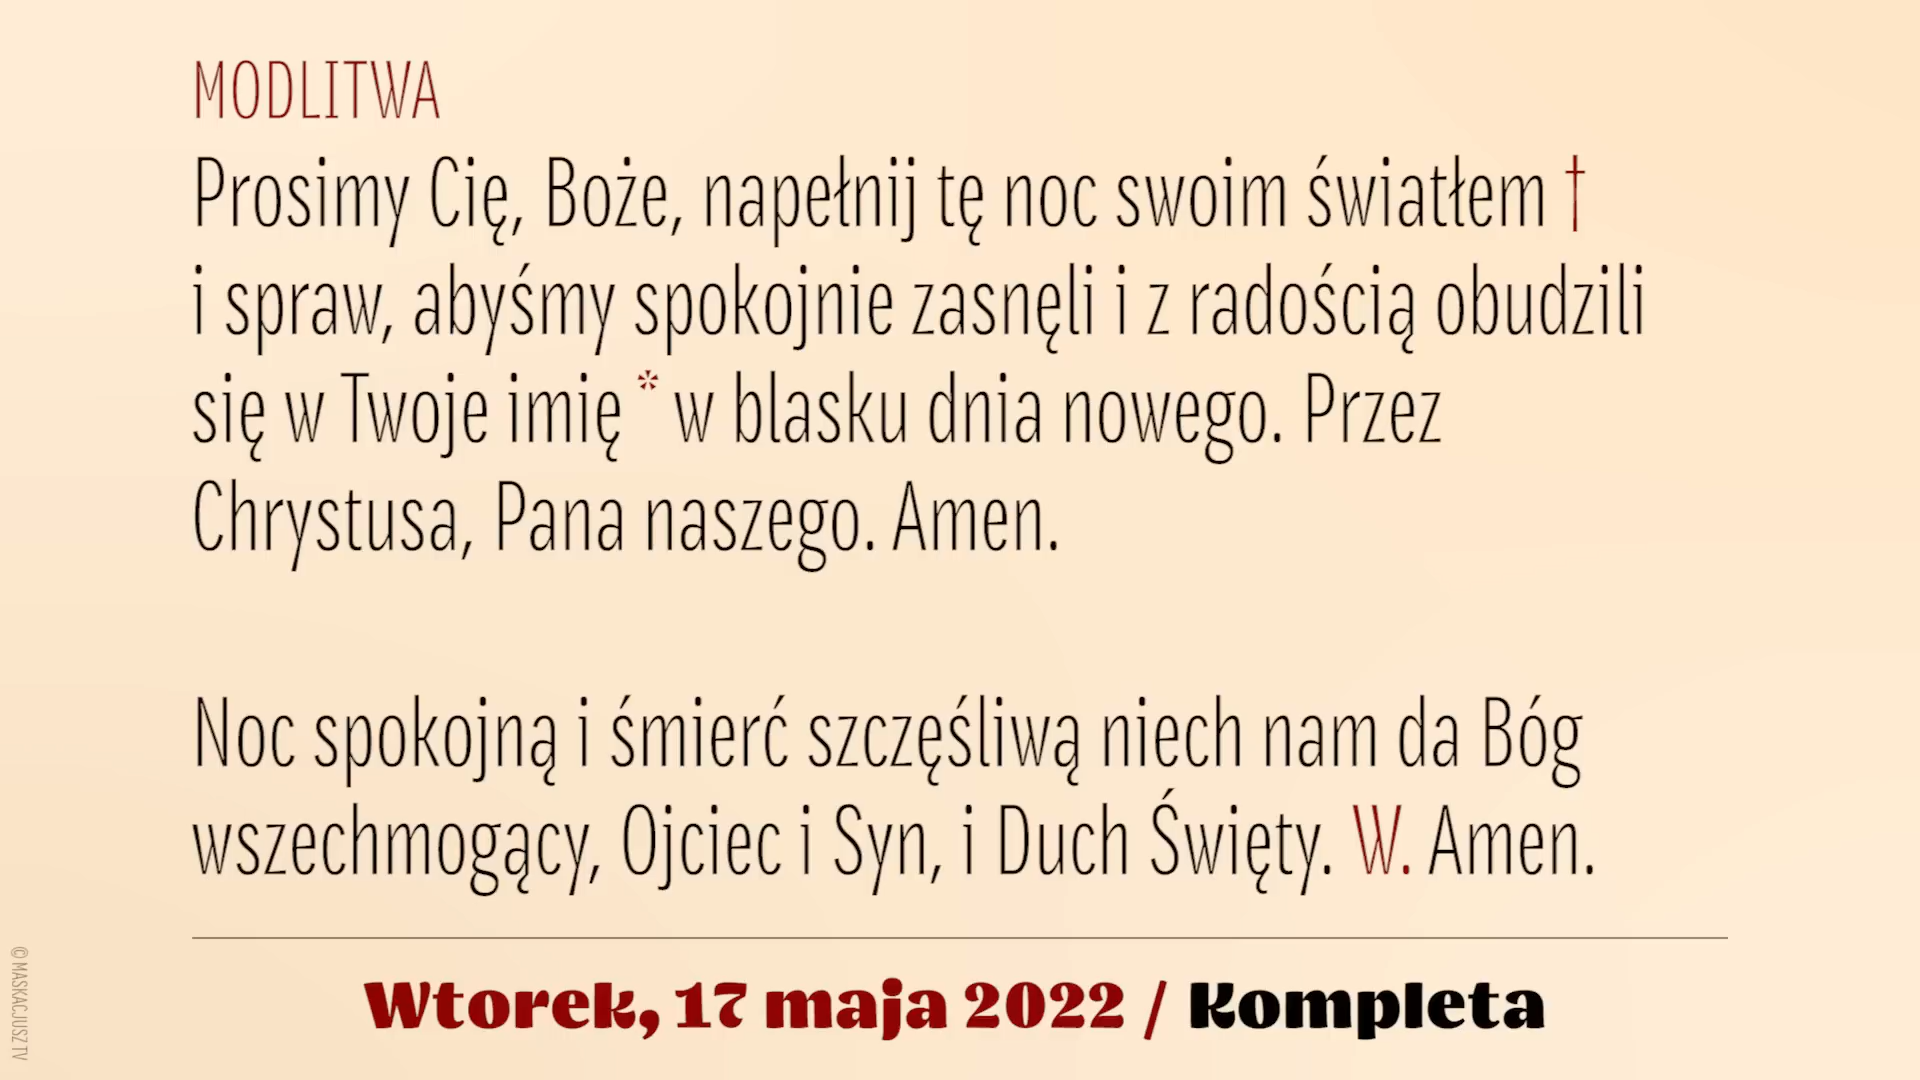 MODLITWA
Prosimy Cię, Boże, napełnij tę noc swoim światłem †
i spraw, abyśmy spokojnie zasnęli i z radością obudzili
się w Twoje imię * w blasku dnia nowego. Przez
Chrystusa, Pana naszego. Amen.
Noc spokojną i śmierć szczęśliwą niech nam da Bóg
wszechmogący, Ojciec i Syn, i Duch Święty. W. Amen.
Wtorek, 17 maja 2022 / Kompleta
© MASKACJUSZ TV